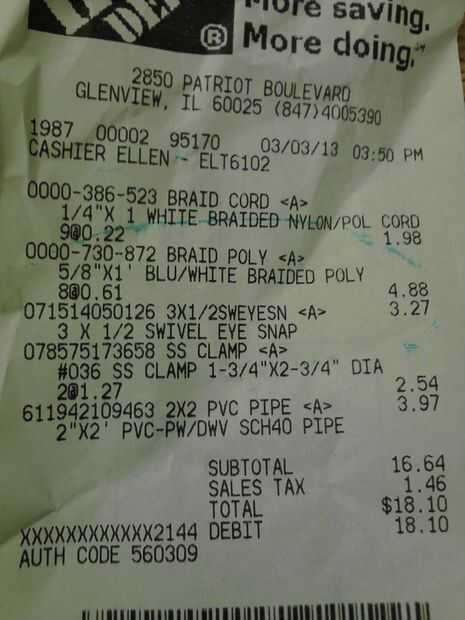 More saving.
® More doing.™
2850 PATRIOT BOULEVARD
GLENVIEW, IL 60025 (847)4005390
1987 00002 95170 03/03/13 03:50 PM
CASHIER ELLEN - ELT6102
0000-386-523 BRAID CORD <A>
1/4"X 1 WHITE BRAIDED NYLON/POL CORD
9@0.22 1.98
0000-730-872 BRAID POLY <A>
5/8"X1' BLU/WHITE BRAIDED POLY
8@0.61 4.88
071514050126 3X1/2SWEYESN <A> 3.27
3 X 1/2 SWIVEL EYE SNAP
078575173658 SS CLAMP <A>
#036 SS CLAMP 1-3/4"X2-3/4" DIA
2@1.27 2.54
611942109463 2X2 PVC PIPE <A> 3.97
2"X2' PVC-PW/DWV SCH40 PIPE
SUBTOTAL 16.64
SALES TAX 1.46
TOTAL $18.10
XXXXXXXXXXXX2144 DEBIT 18.10
AUTH CODE 560309